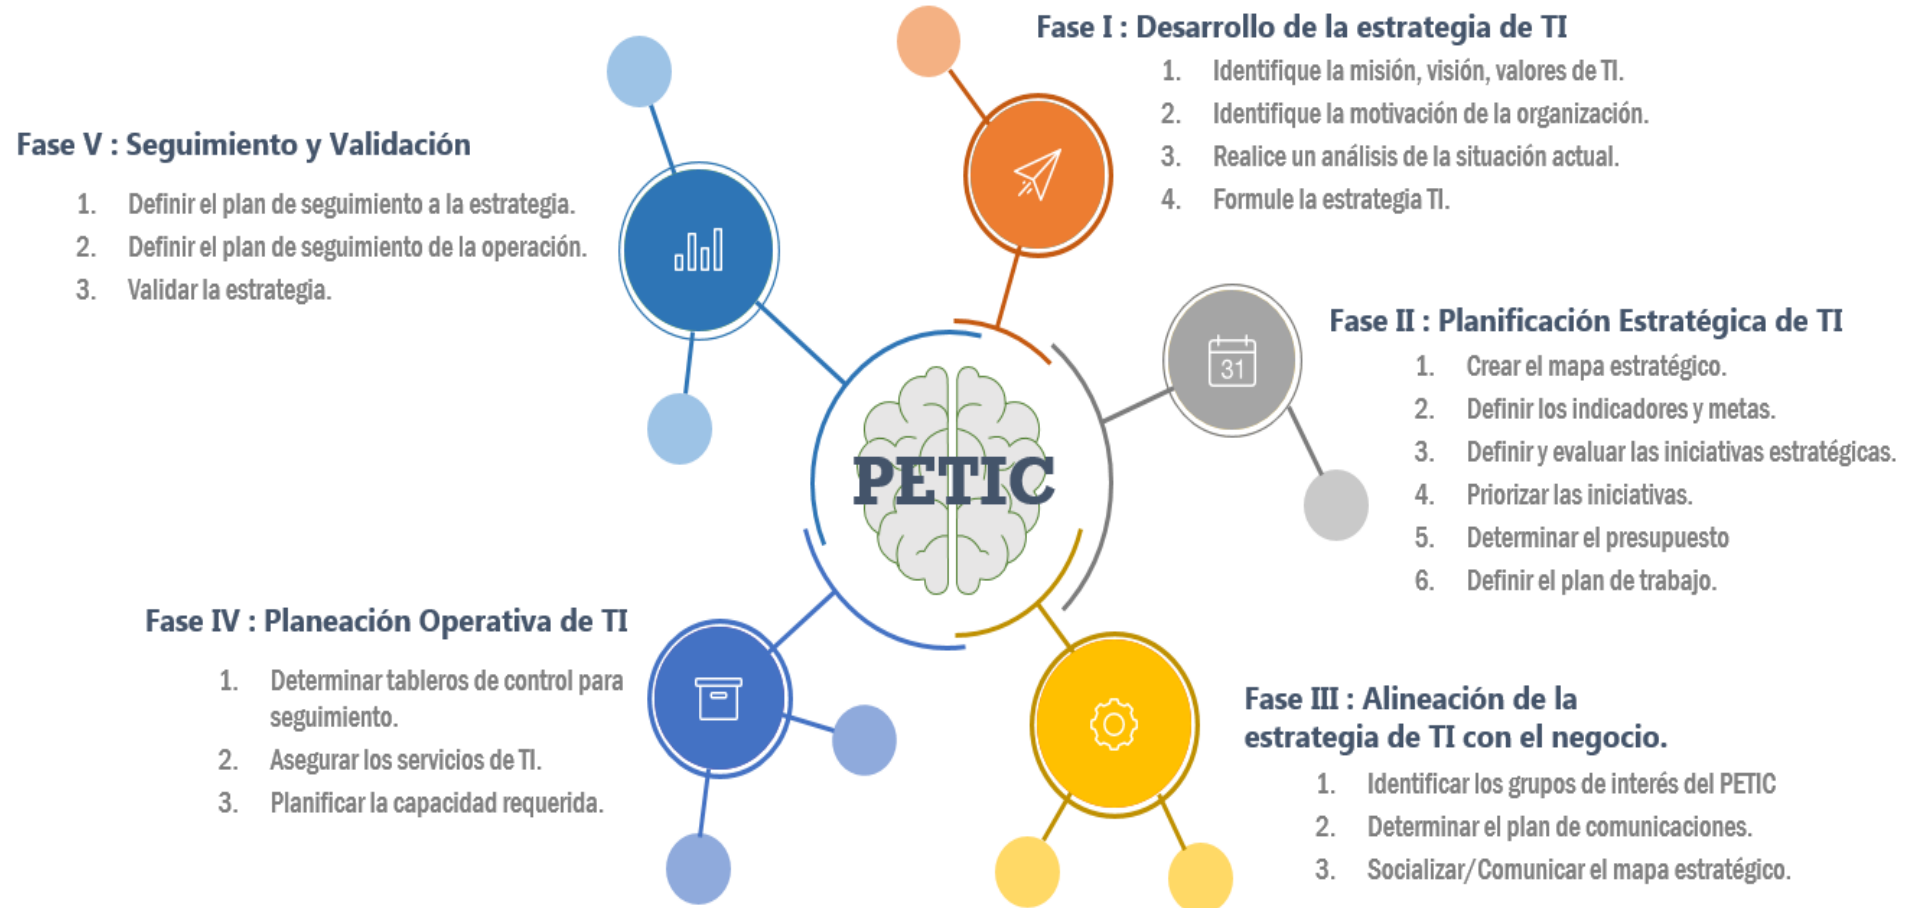 Fase I : Desarrollo de la estrategia de TI
1. Identifique la misión, visión, valores de TI.
2. Identifique la motivación de la organización.
3. Realice un análisis de la situación actual.
4. Formule la estrategia TI.
Fase II : Planificación Estratégica de TI
1. Crear el mapa estratégico.
2. Definir los indicadores y metas.
3. Definir y evaluar las iniciativas estratégicas.
4. Priorizar las iniciativas.
5. Determinar el presupuesto
6. Definir el plan de trabajo.
31
Fase III : Alineación de la
estrategia de TI con el negocio.
1. Identificar los grupos de interés del PETIC
2. Determinar el plan de comunicaciones.
3. Socializar/Comunicar el mapa estratégico.
Fase IV : Planeación Operativa de TI
1. Determinar tableros de control para
seguimiento.
2. Asegurar los servicios de TI.
3. Planificar la capacidad requerida.
Fase V : Seguimiento y Validación
1. Definir el plan de seguimiento a la estrategia.
2. Definir el plan de seguimiento de la operación.
3. Validar la estrategia.
PETIC